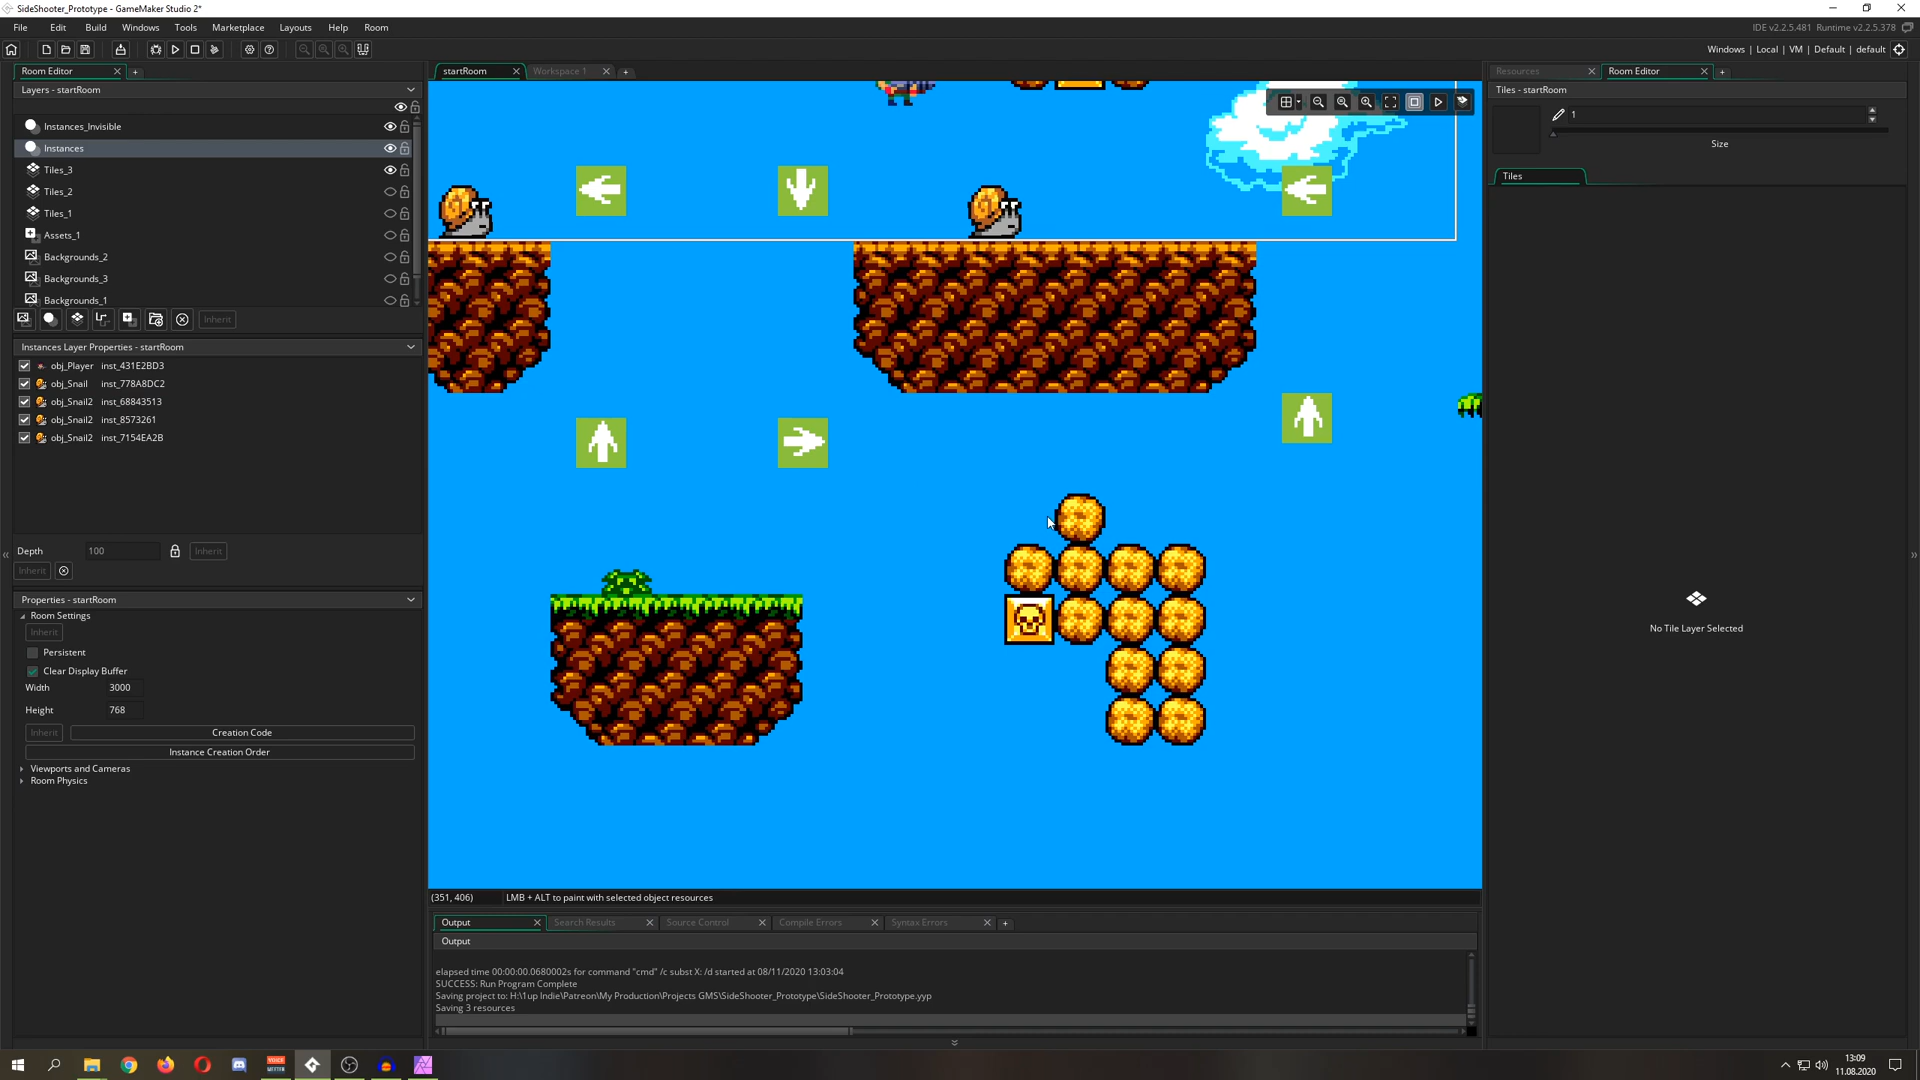 SideShooter_Prototype - GameMaker Studio 2*
File Edit Build Windows Tools Marketplace Layouts Room Help
IDE v2.2.5.481 Runtime v2.2.5.378
Windows | Local | VM | Default | default
Room Editor
startRoom
Workspace 1
Resources
Room Editor
Layers - startRoom
Tiles - startRoom
Instances_Invisible
Instances
Tiles_3
Tiles_2
Tiles_1
Assets_1
Backgrounds_2
Backgrounds_3
Backgrounds_1
Inherit
1
Size
Tiles
Instances Layer Properties - startRoom
obj_Player inst_431E2BD3
obj_Snail inst_778A8DC2
obj_Snail2 inst_68843513
obj_Snail2 inst_8573261
obj_Snail2 inst_7154EA2B
Depth 100 Inherit
Inherit
Properties - startRoom
Room Settings
Inherit
Persistent
Clear Display Buffer
Width 3000
Height 768
Inherit Creation Code
Instance Creation Order
Viewports and Cameras
Room Physics
No Tile Layer Selected
(351, 406) LMB + ALT to paint with selected object resources
Output Search Results Source Control Compile Errors Syntax Errors
Output
elapsed time 00:00:00.0680002s for command "cmd" /c subst X: /d started at 08/11/2020 13:03:04
SUCCESS: Run Program Complete
Saving project to: H:\1up Indie\Patreon\My Production\Projects GMS\SideShooter_Prototype\SideShooter_Prototype.yyp
Saving 3 resources
13:09
11.08.2020